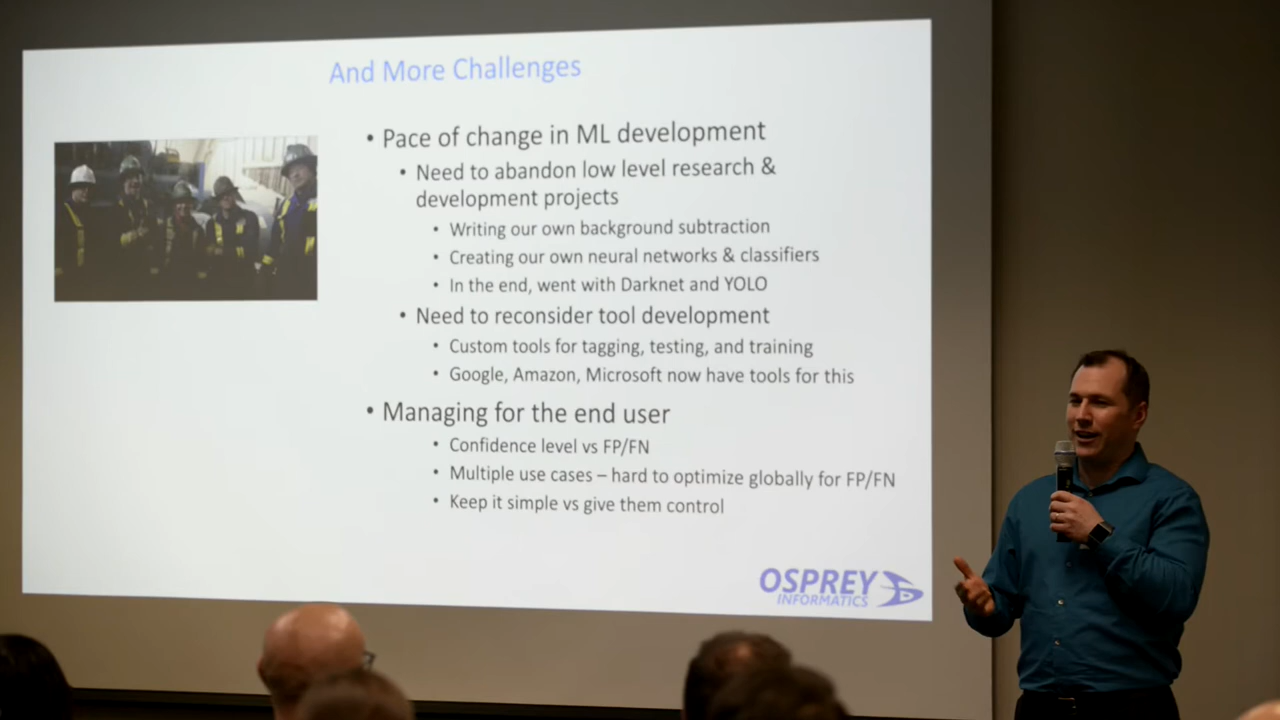 And More Challenges
• Pace of change in ML development
• Need to abandon low level research &
development projects
• Writing our own background subtraction
• Creating our own neural networks & classifiers
• In the end, went with Darknet and YOLO
• Need to reconsider tool development
• Custom tools for tagging, testing, and training
• Google, Amazon, Microsoft now have tools for this
• Managing for the end user
• Confidence level vs FP/FN
• Multiple use cases – hard to optimize globally for FP/FN
• Keep it simple vs give them control
OSPREY
INFORMATICS